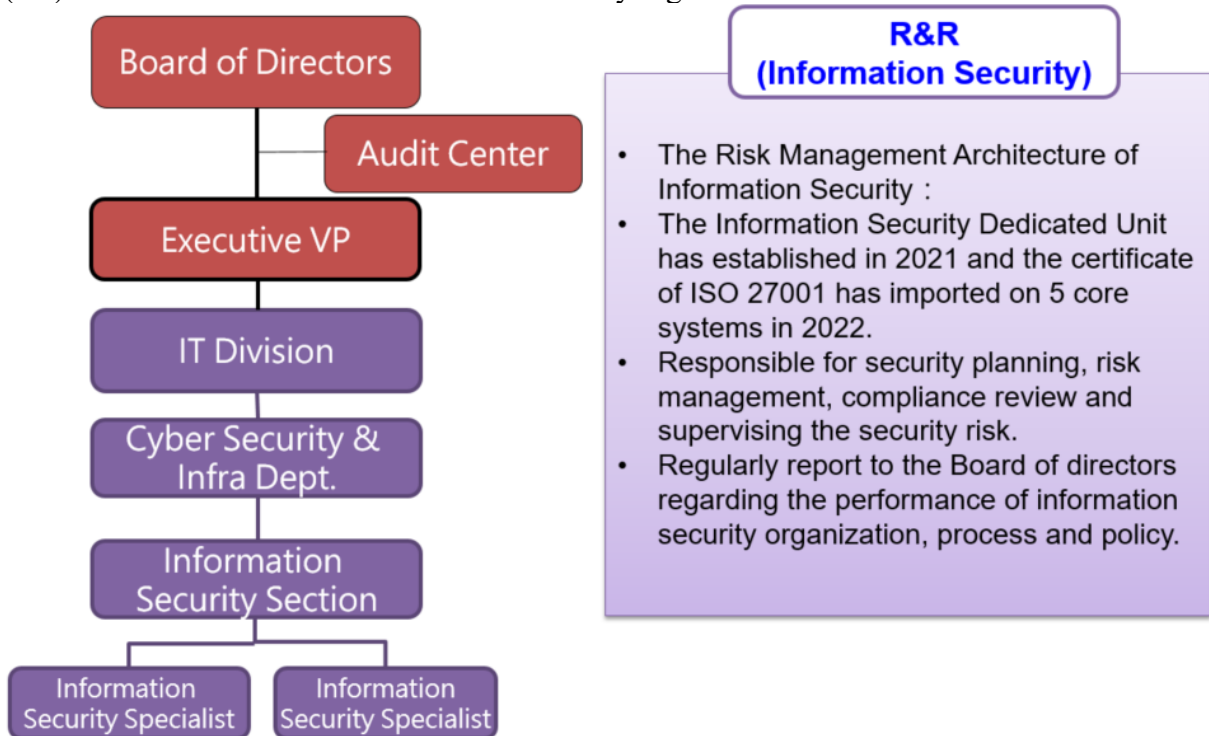 Board of Directors
Audit Center
Executive VP
IT Division
Cyber Security &
Infra Dept.
Information
Security Section
Information
Security Specialist
Information
Security Specialist
R&R
(Information Security)
• The Risk Management Architecture of
Information Security :
• The Information Security Dedicated Unit
has established in 2021 and the certificate
of ISO 27001 has imported on 5 core
systems in 2022.
• Responsible for security planning, risk
management, compliance review and
supervising the security risk.
• Regularly report to the Board of directors
regarding the performance of information
security organization, process and policy.